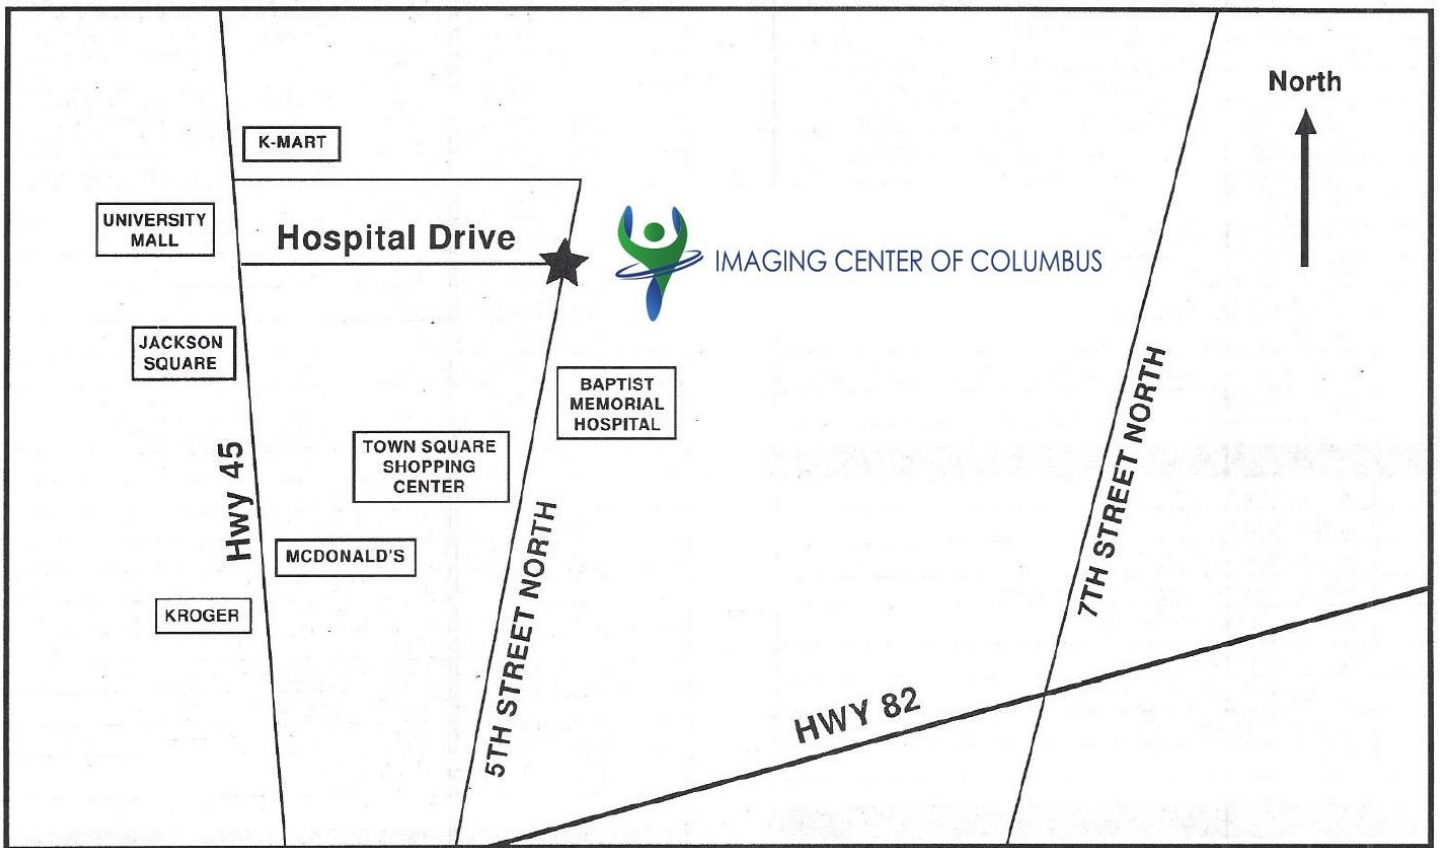 North
K-MART
UNIVERSITY
MALL
Hospital Drive
IMAGING CENTER OF COLUMBUS
JACKSON
SQUARE
BAPTIST
MEMORIAL
HOSPITAL
TOWN SQUARE
SHOPPING
CENTER
Hwy 45
MCDONALD'S
KROGER
5TH STREET NORTH
7TH STREET NORTH
HWY 82